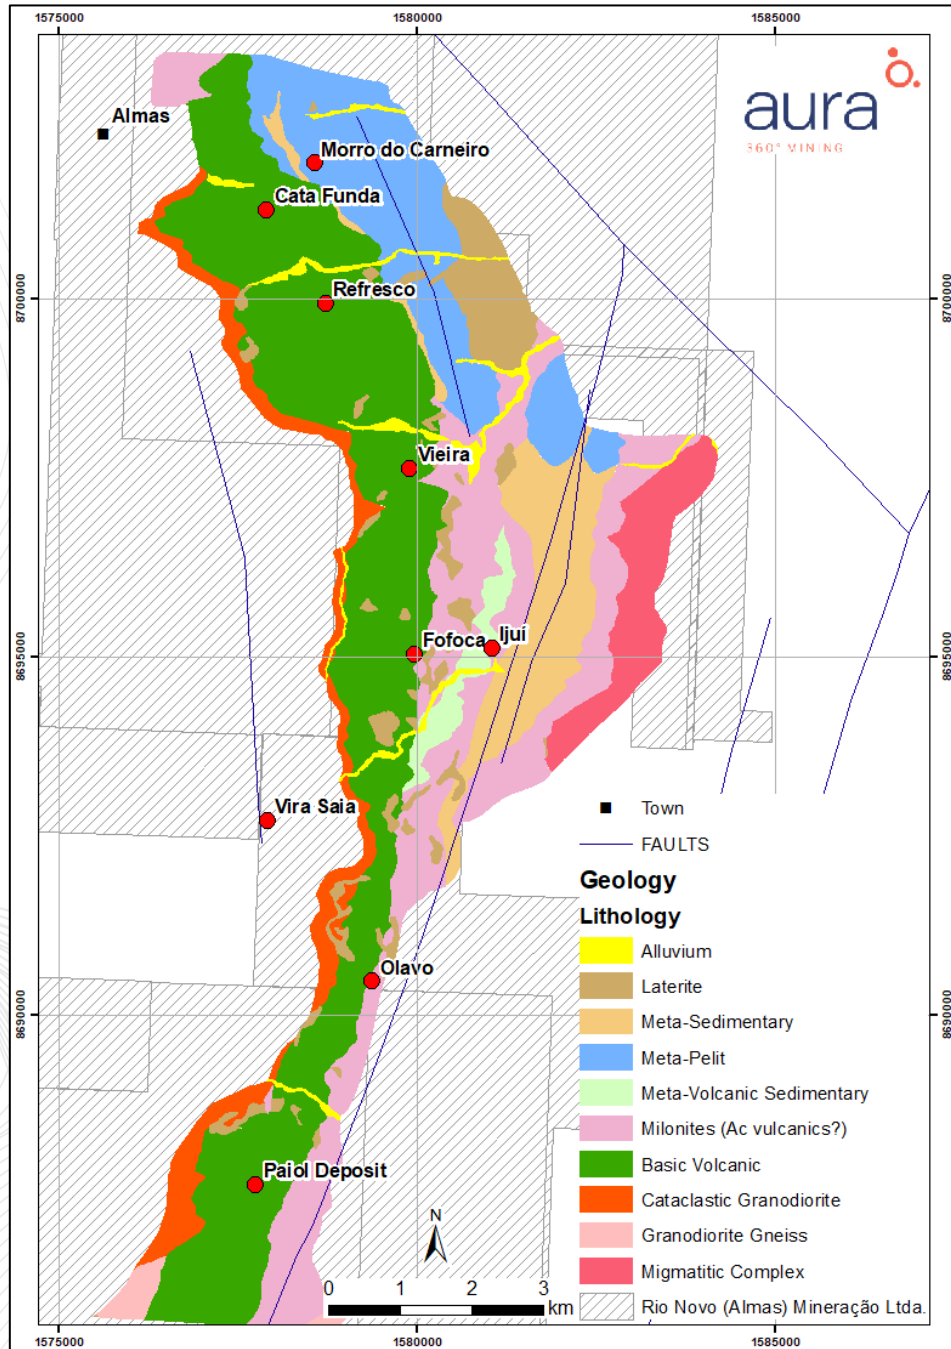 1575000 1580000 1585000
aura
360° MINING
Almas
Morro do Carneiro
Cata Funda
8700000 8700000
Refresco
Vieira
Fofoca
Ijuí
8695000 8695000
Vira Saia
Town
FAULTS
Geology
Lithology
Alluvium
Olavo
Laterite
8690000 8690000
Meta-Sedimentary
Meta-Pelit
Meta-Volcanic Sedimentary
Milonites (Ac vulcanics?)
Paiol Deposit
Basic Volcanic
Cataclastic Granodiorite
N
Granodiorite Gneiss
Migmatitic Complex
0 1 2 3
km
Rio Novo (Almas) Mineração Ltda.
1575000 1580000 1585000